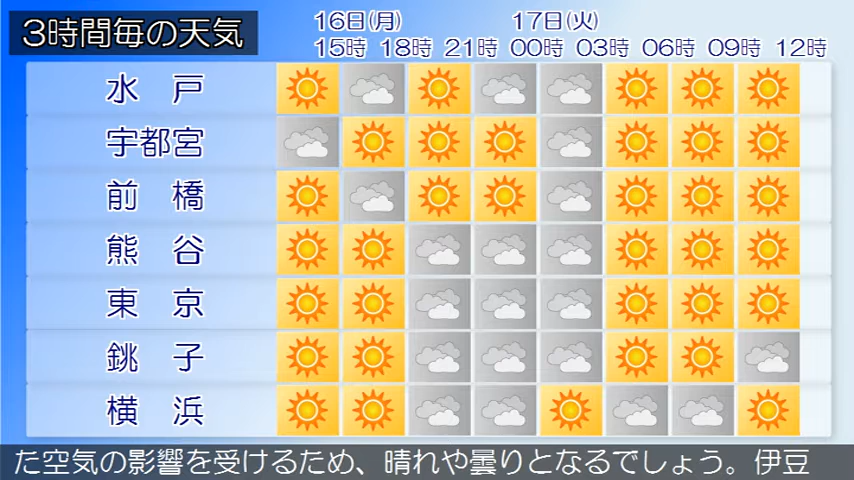 3時間毎の天気
16日(月) 17日(火)
15時 18時 21時 00時 03時 06時 09時 12時
水 戸
宇都宮
前 橋
熊 谷
東 京
銚 子
横 浜
た空気の影響を受けるため、晴れや曇りとなるでしょう。伊豆